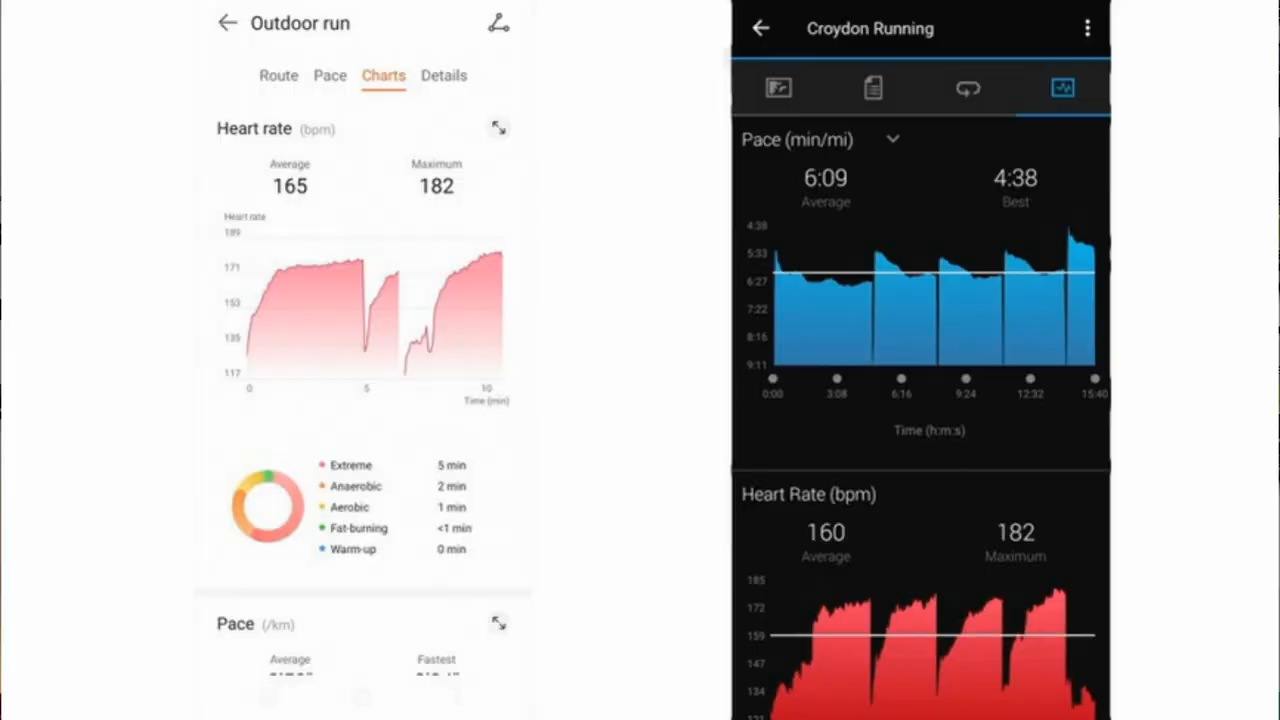 Outdoor run
Route Pace Charts Details
Heart rate (bpm)
Average Maximum
165 182
Heart rate
189
171
153
135
117
0 5 10
Time (min)
Extreme 5 min
Anaerobic 2 min
Aerobic 1 min
Fat-burning <1 min
Warm-up 0 min
Pace (/km)
Average Fastest
Croydon Running
Pace (min/mi)
6:09 4:38
Average Best
4:38
5:33
6:27
7:22
8:16
9:11
0:00 3:08 6:16 9:24 12:32 15:40
Time (h:m:s)
Heart Rate (bpm)
160 182
Average Maximum
185
172
159
147
134